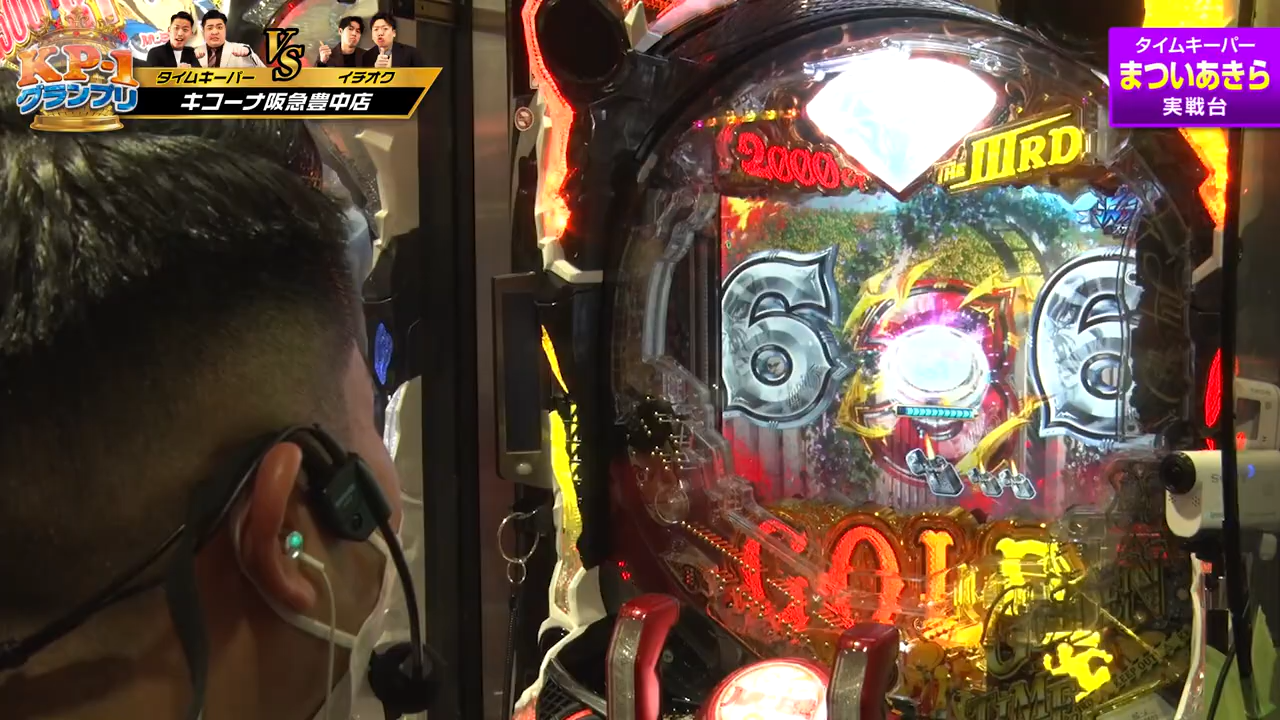 KP-1
グランプリ
タイムキーパー
VS
イチオク
キコーナ阪急豊中店
タイムキーパー
まついあきら
実戦台
2000
THE IIIRD
6
6
GOLDEN